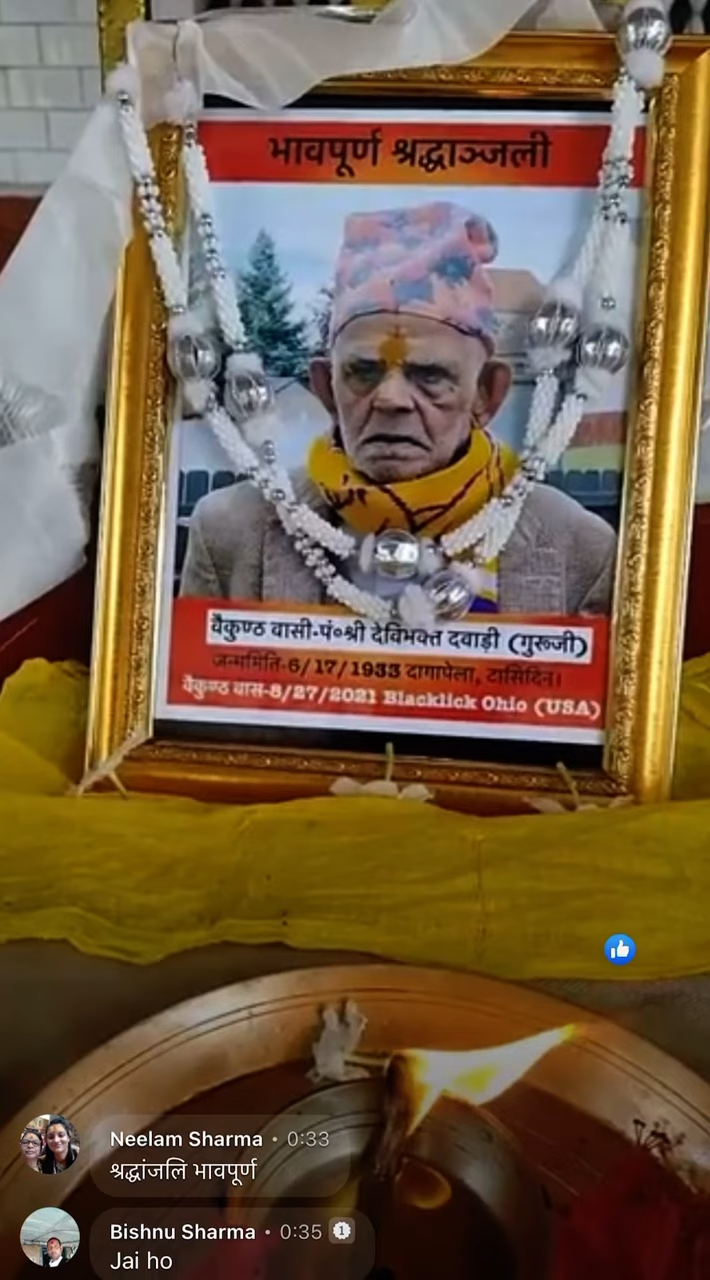 भावपूर्ण श्रद्धाञ्जली
वैकुण्ठ वासी-पं०श्री देविभक्त दवाड़ी (गुरूजी)
जन्ममिति-6/17/1933 दागापेला, टासिदिन।
वैकुण्ठ वास-8/27/2021 Blacklick Ohio (USA)
Neelam Sharma • 0:33
श्रद्धांजलि भावपूर्ण
Bishnu Sharma • 0:35 1
Jai ho